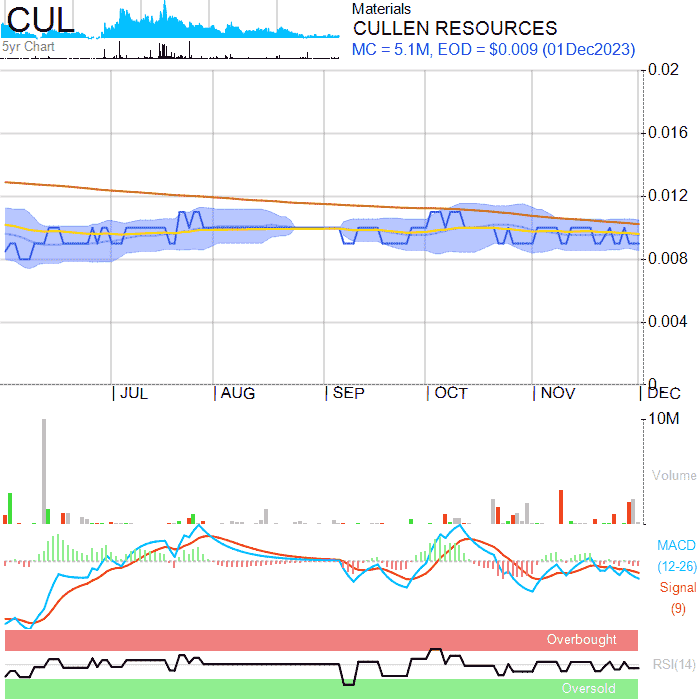 CUL
5yr Chart
Materials
CULLEN RESOURCES
MC = 5.1M, EOD = $0.009 (01Dec2023)
0.02
0.016
0.012
0.008
0.004
0
JUL AUG SEP OCT NOV DEC
10M
Volume
MACD
(12-26)
Signal
(9)
Overbought
RSI(14)
Oversold